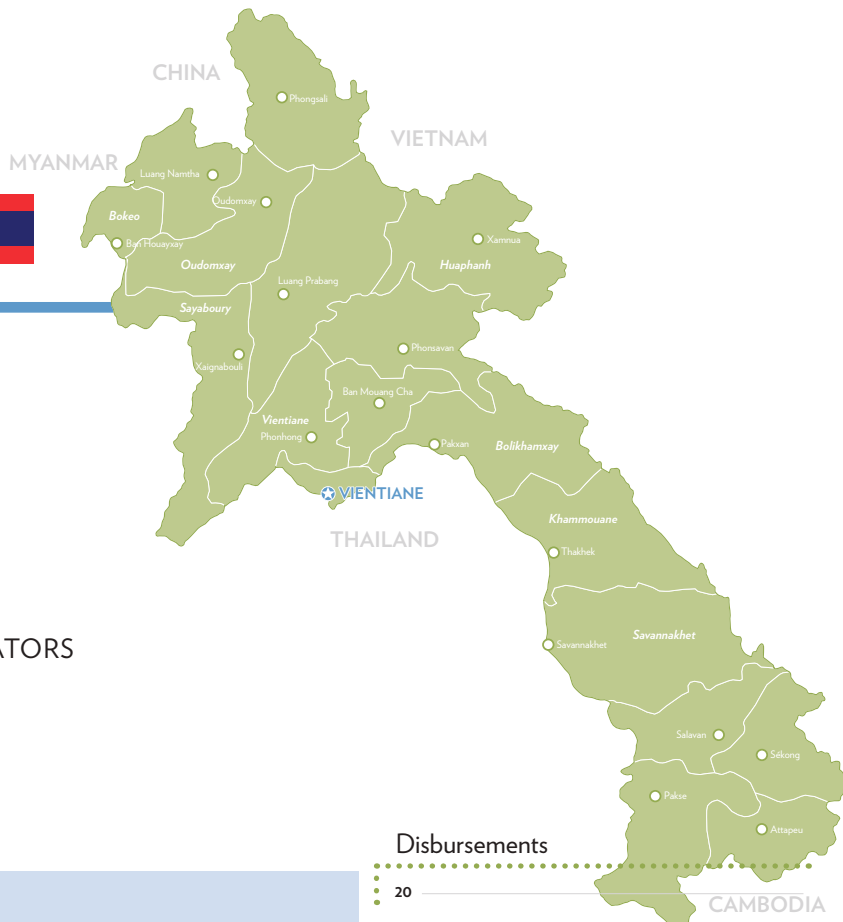 CHINA
Phongsali
VIETNAM
MYANMAR
Luang Namtha
Oudomxay
Bokeo
Xamnua
Ban Houayxay
Oudomxay
Huaphanh
Luang Prabang
Sayaboury
Phonsavan
Xaignabouli
Ban Mouang Cha
Vientiane
Phonhong
Pakxan
Bolikhamxay
VIENTIANE
Khammouane
THAILAND
Thakhek
Savannakhet
Savannakhet
ATORS
Salavan
Sékong
Pakse
Attapeu
Disbursements
20
CAMBODIA